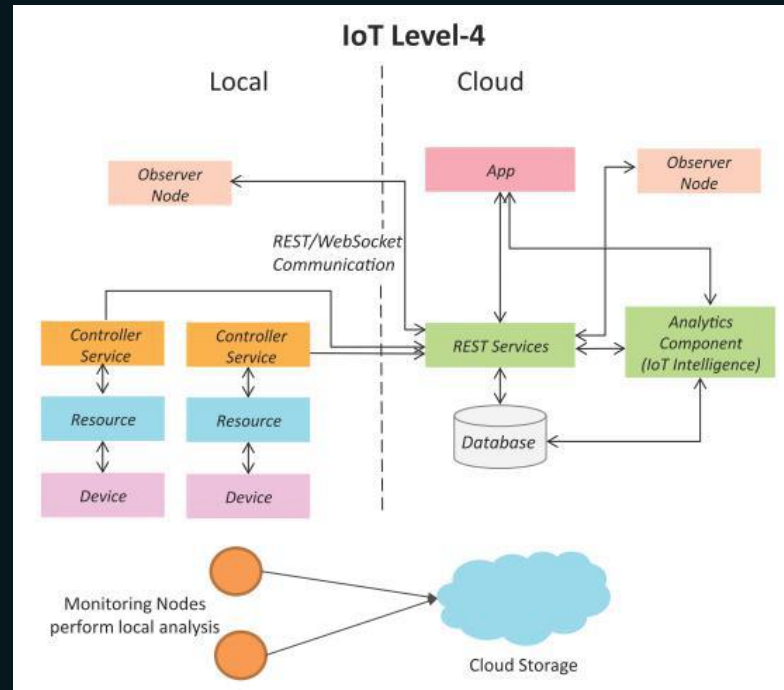 IoT Level-4
Local
Cloud
Observer
Node
App
Observer
Node
REST/WebSocket
Communication
Controller
Service
Controller
Service
REST Services
Analytics
Component
(IoT Intelligence)
Resource
Resource
Database
Device
Device
Monitoring Nodes
perform local analysis
Cloud Storage